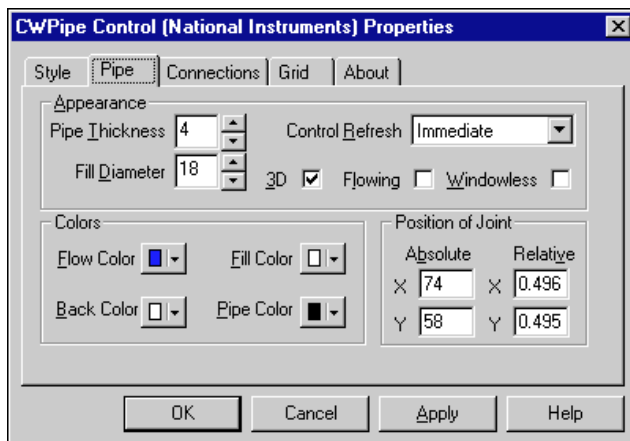 CWPipe Control (National Instruments) Properties
Style Pipe Connections Grid About
Appearance
Pipe Thickness 4 Control Refresh Immediate
Fill Diameter 18 3D Flowing Windowless
Colors
Flow Color Fill Color
Back Color Pipe Color
Position of Joint
Absolute Relative
X 74 X 0.496
Y 58 Y 0.495
OK Cancel Apply Help